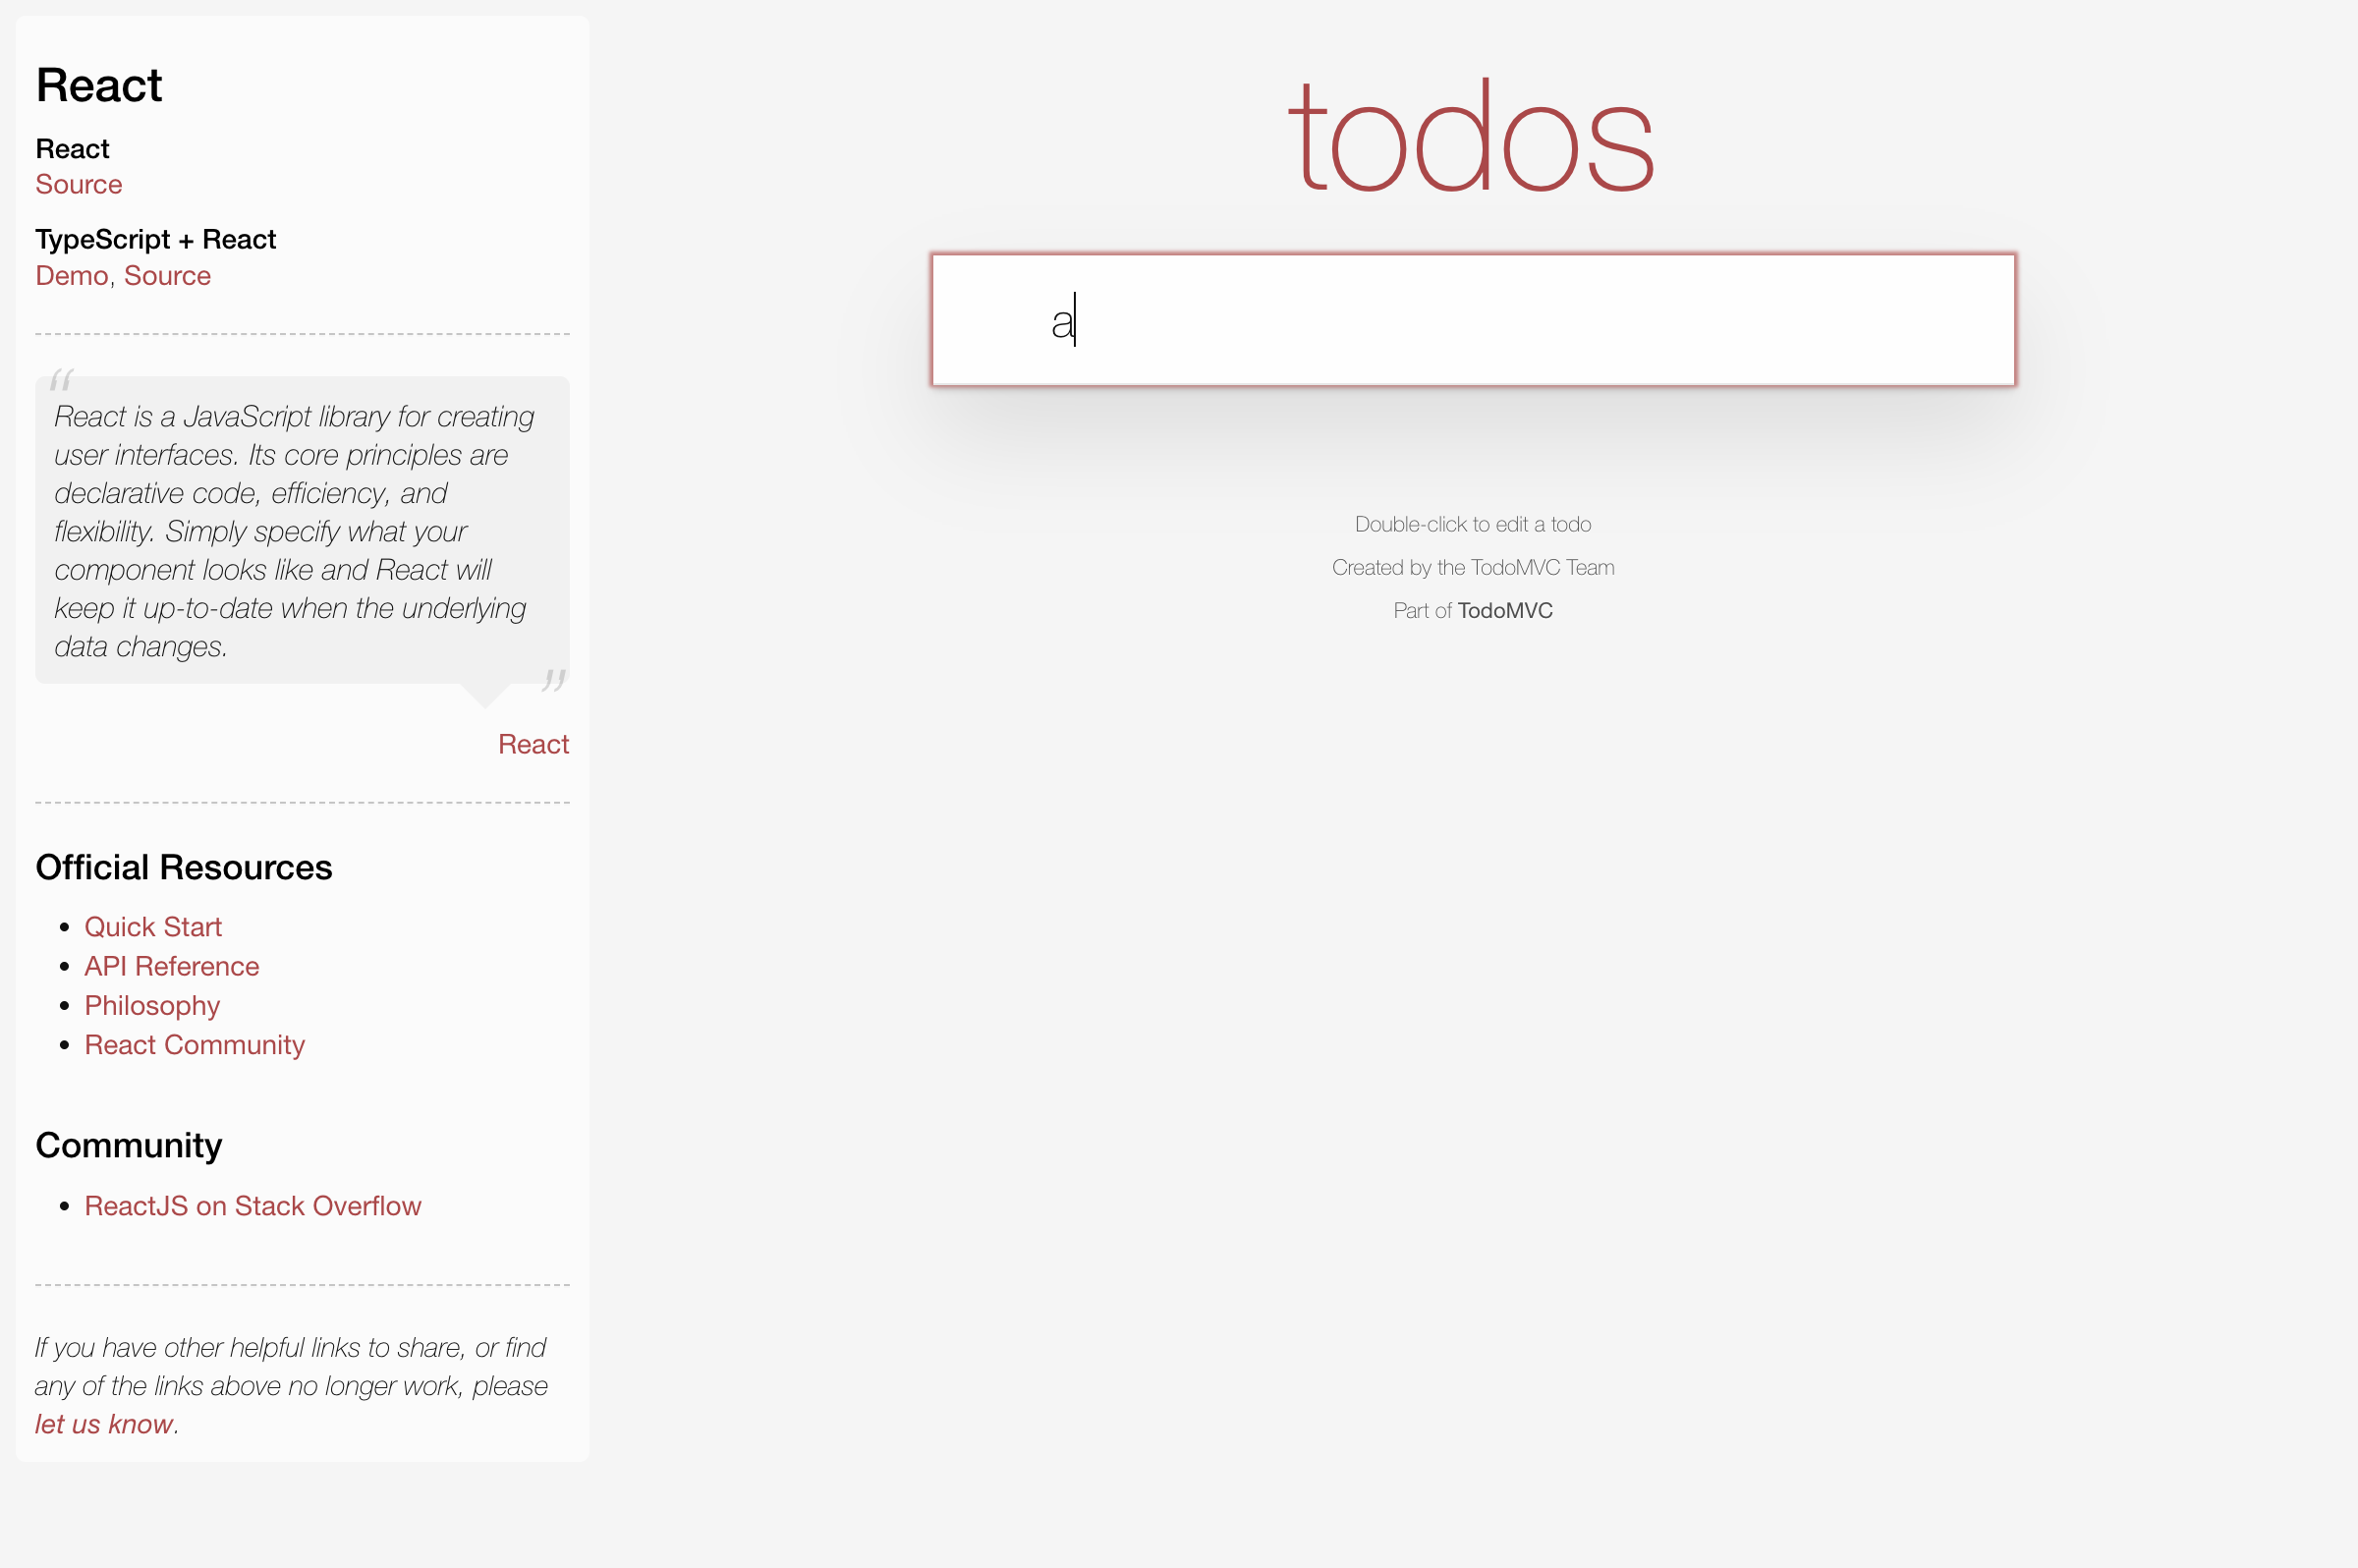 React
React
Source
TypeScript + React
Demo, Source
“
React is a JavaScript library for creating
user interfaces. Its core principles are
declarative code, efficiency, and
flexibility. Simply specify what your
component looks like and React will
keep it up-to-date when the underlying
data changes.
”
React
Official Resources
• Quick Start
• API Reference
• Philosophy
• React Community
Community
• ReactJS on Stack Overflow
If you have other helpful links to share, or find
any of the links above no longer work, please
let us know.
todos
a
Double-click to edit a todo
Created by the TodoMVC Team
Part of TodoMVC